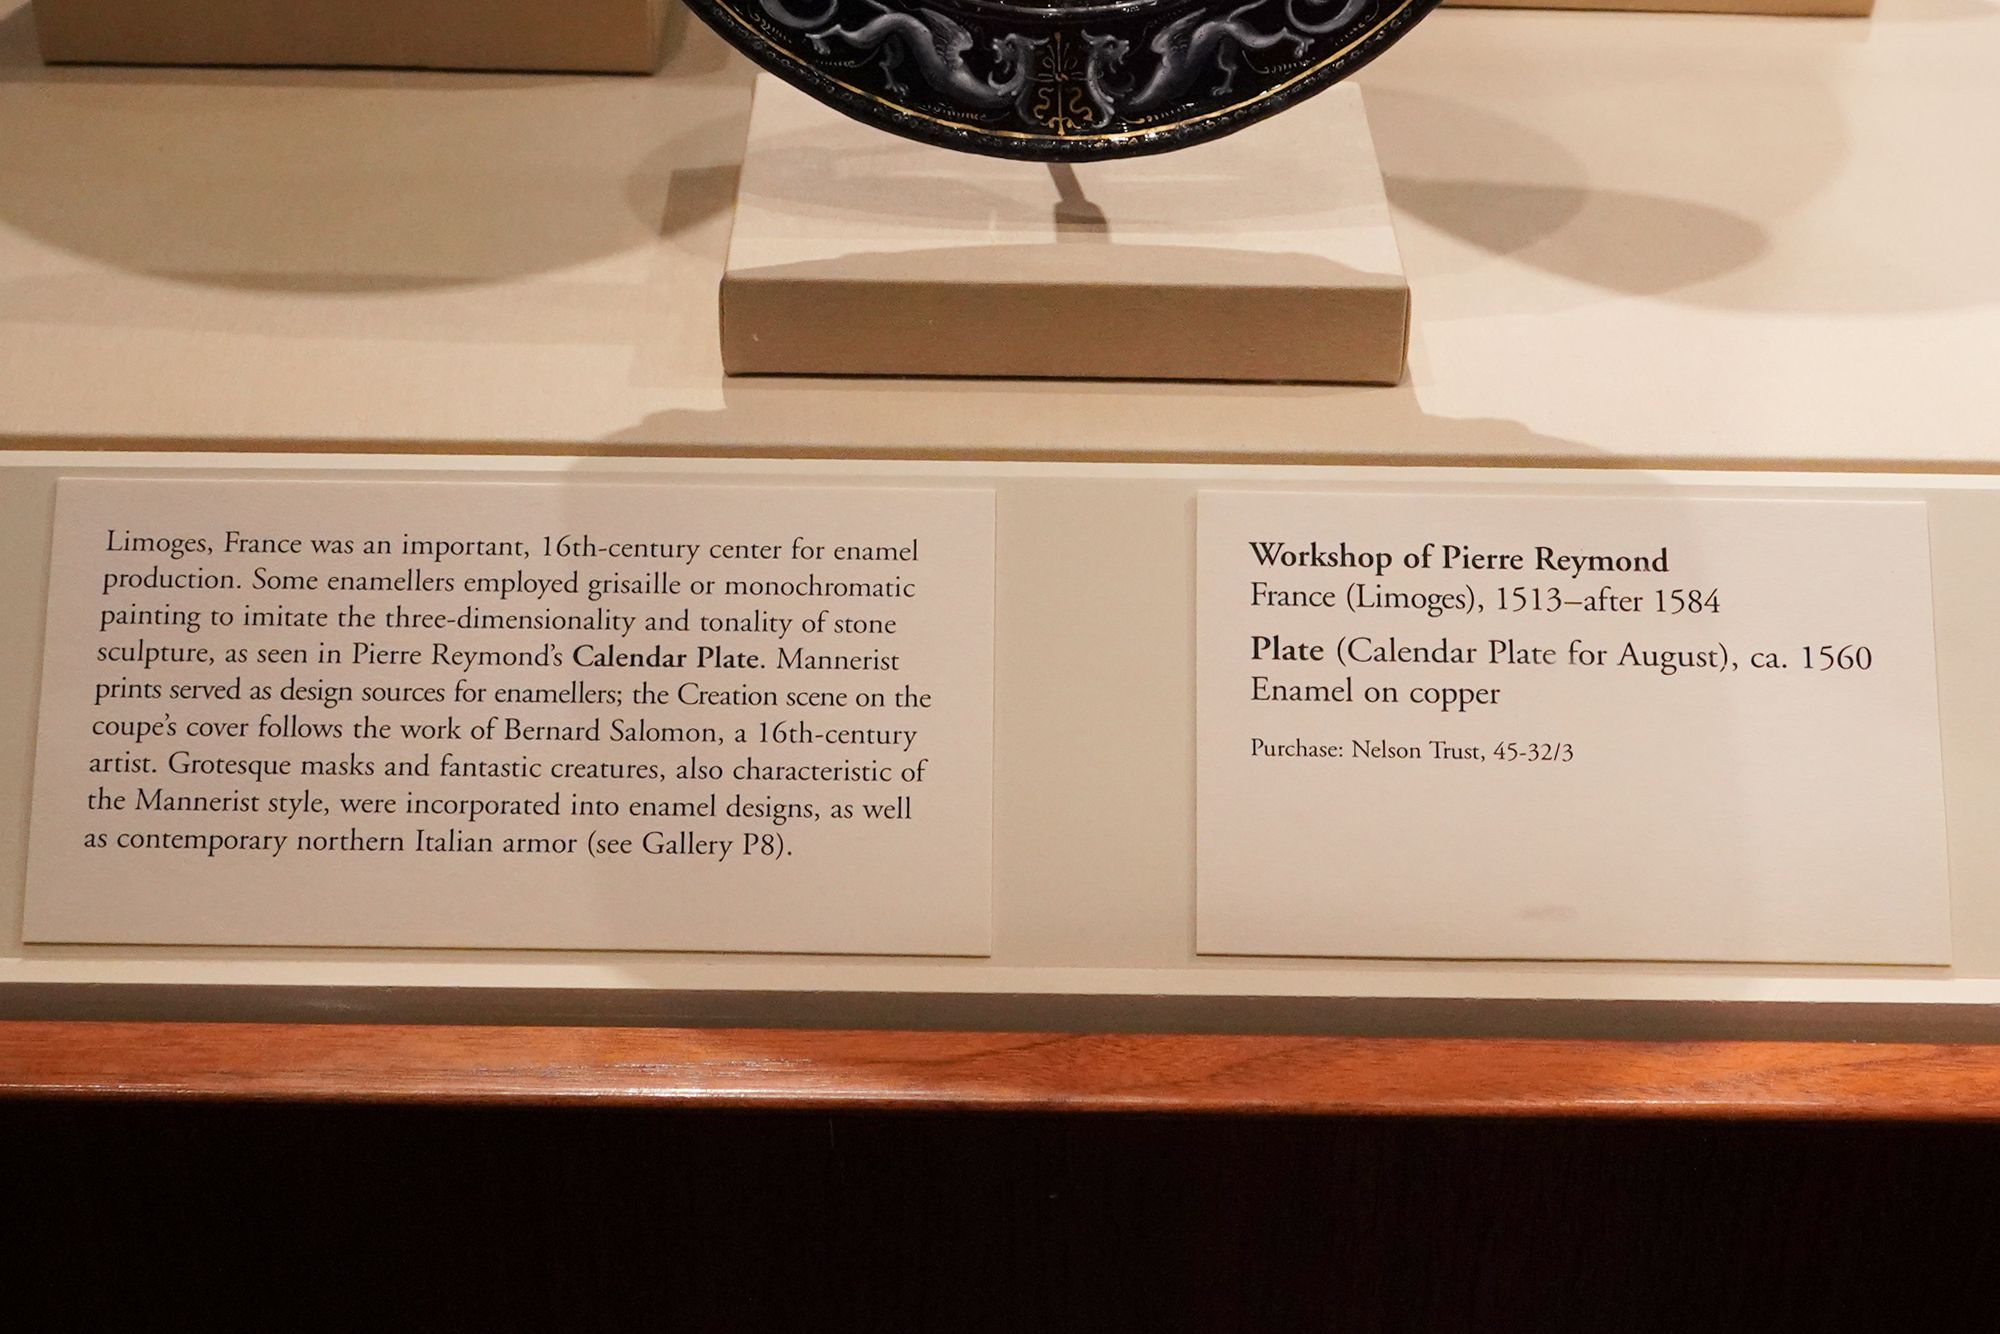 Limoges, France was an important, 16th-century center for enamel
production. Some enamellers employed grisaille or monochromatic
painting to imitate the three-dimensionality and tonality of stone
sculpture, as seen in Pierre Reymond's Calendar Plate. Mannerist
prints served as design sources for enamellers; the Creation scene on the
coupe's cover follows the work of Bernard Salomon, a 16th-century
artist. Grotesque masks and fantastic creatures, also characteristic of
the Mannerist style, were incorporated into enamel designs, as well
as contemporary northern Italian armor (see Gallery P8).
Workshop of Pierre Reymond
France (Limoges), 1513–after 1584
Plate (Calendar Plate for August), ca. 1560
Enamel on copper
Purchase: Nelson Trust, 45-32/3